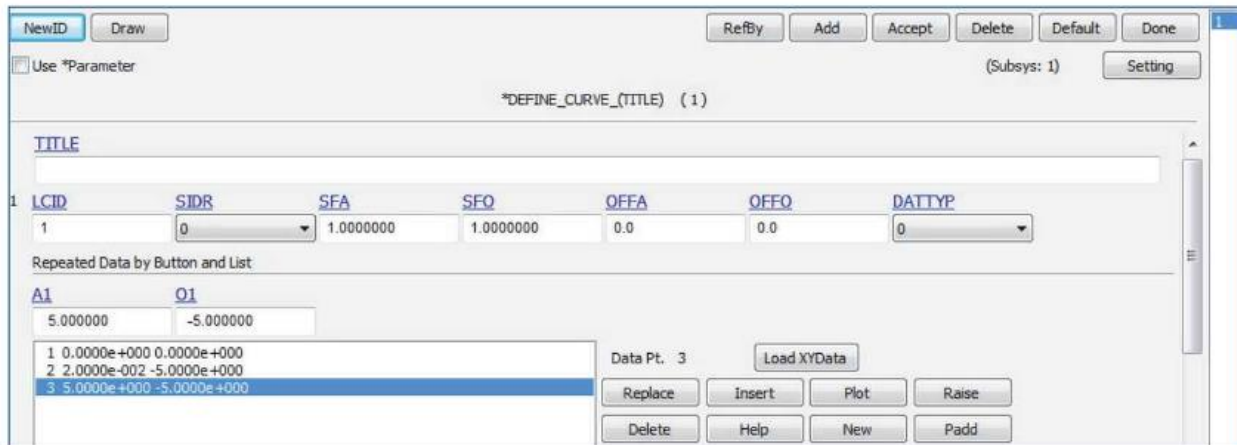 NewID Draw RefBy Add Accept Delete Default Done 1
Use *Parameter (Subsys: 1) Setting
*DEFINE_CURVE_(TITLE) (1)
TITLE
1 LCID SIDR SFA SFO OFFA OFFO DATTYP
1 0 1.0000000 1.0000000 0.0 0.0 0
Repeated Data by Button and List
A1 O1
5.000000 -5.000000
1 0.0000e+000 0.0000e+000
2 2.0000e-002 -5.0000e+000
3 5.0000e+000 -5.0000e+000
Data Pt. 3 Load XYData
Replace Insert Plot Raise
Delete Help New Padd